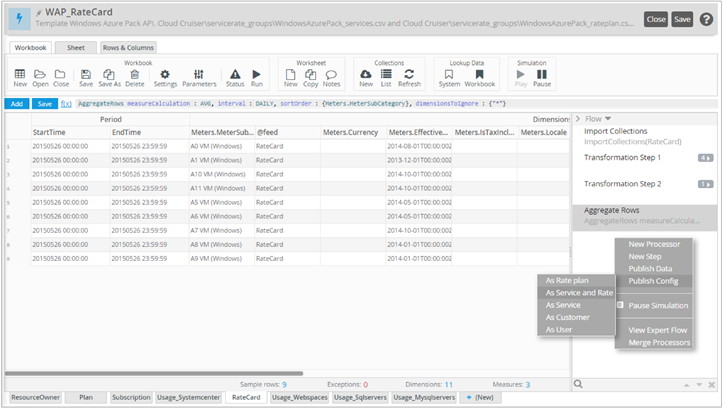 WAP_RateCard
Template Windows Azure Pack API. Cloud Cruiser\servicerate_groups\WindowsAzurePack_services.csv and Cloud Cruiser\servicerate_groups\WindowsAzurePack_rateplan.cs...
Close Save ?
Workbook Sheet Rows & Columns
Workbook Worksheet Collections Lookup Data Simulation
New Open Close Save Save As Delete Settings Parameters Status Run New Copy Notes New List Refresh System Workbook Play Pause
Add Save f(x) AggregateRows measureCalculation : AVG, interval : DAILY, sortOrder : {Meters.MeterSubCategory}, dimensionsToIgnore : {"*"}
Period Dimensions
StartTime EndTime Meters.MeterSub... @feed Meters.Currency Meters.Effective... Meters.IsTaxIncl... Meters.Locale
1 20150526 00:00:00 20150526 23:59:59 A0 VM (Windows) RateCard 2014-08-01T00:00:00Z
2 20150526 00:00:00 20150526 23:59:59 A1 VM (Windows) RateCard 2013-12-01T00:00:00Z
3 20150526 00:00:00 20150526 23:59:59 A10 VM (Windows) RateCard 2014-05-01T00:00:00Z
4 20150526 00:00:00 20150526 23:59:59 A11 VM (Windows) RateCard 2014-05-01T00:00:00Z
5 20150526 00:00:00 20150526 23:59:59 A5 VM (Windows) RateCard 2014-05-01T00:00:00Z
6 20150526 00:00:00 20150526 23:59:59 A6 VM (Windows) RateCard 2014-05-01T00:00:00Z
7 20150526 00:00:00 20150526 23:59:59 A7 VM (Windows) RateCard 2014-10-01T00:00:00Z
8 20150526 00:00:00 20150526 23:59:59 A8 VM (Windows) RateCard 2014-01-01T00:00:00Z
9 20150526 00:00:00 20150526 23:59:59 A9 VM (Windows) RateCard 2014-01-01T00:00:00Z
Flow
Import Collections
ImportCollections(RateCard)
Transformation Step 1 4
Transformation Step 2 1
Aggregate Rows
AggregateRows measureCalcula...
New Processor
New Step
Publish Data
Publish Config
Pause Simulation
View Expert Flow
Merge Processors
As Rate plan
As Service and Rate
As Service
As Customer
As User
Sample rows: 9 Exceptions: 0 Dimensions: 11 Measures: 3
ResourceOwner Plan Subscription Usage_Systemcenter RateCard Usage_Webspaces Usage_Sqlservers Usage_Mysqlservers + (New)